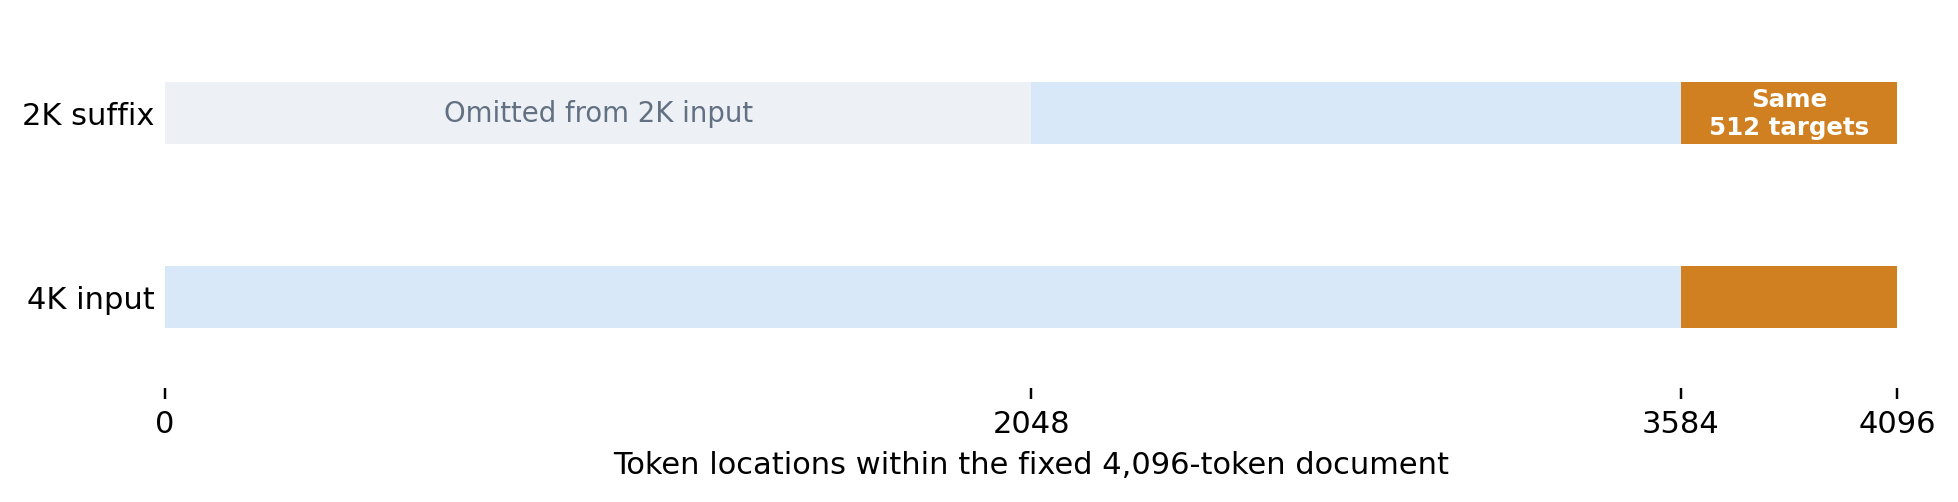 2K suffix
Omitted from 2K input
Same
512 targets
4K input
0
2048
3584
4096
Token locations within the fixed 4,096-token document